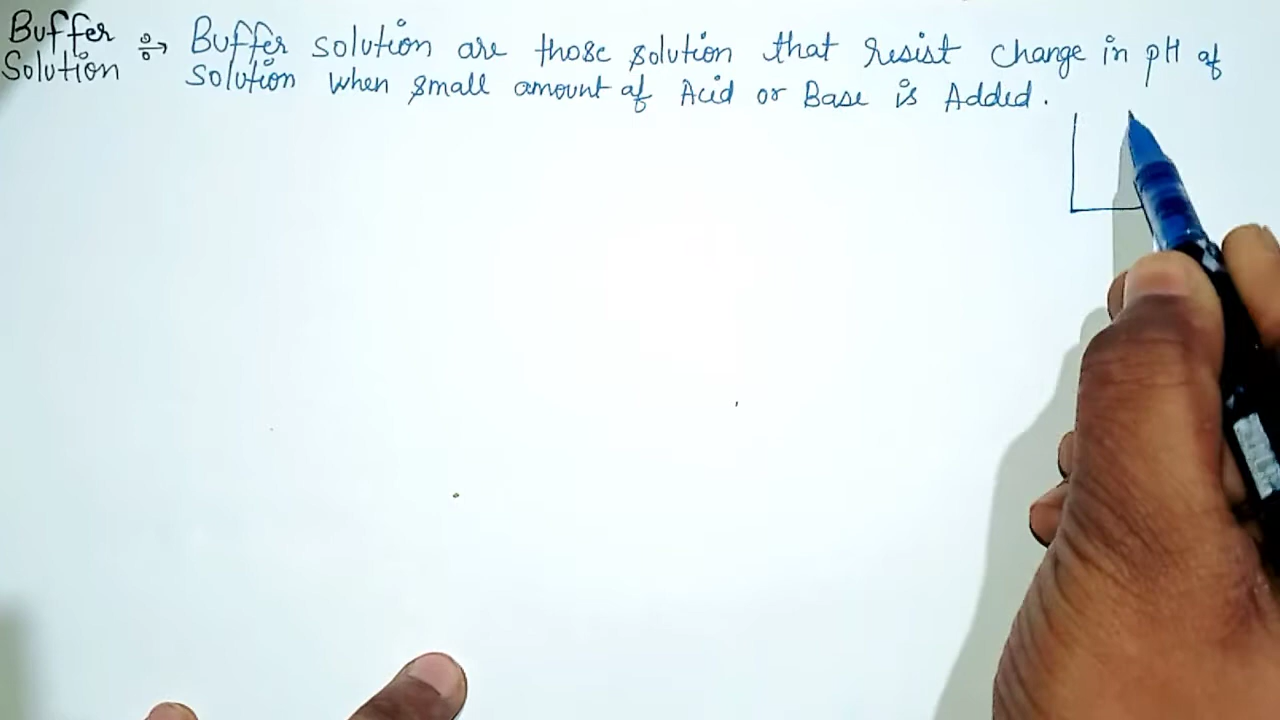 Buffer Solution ÷→ Buffer solution are those solution that resist change in pH of
solution when small amount of Acid or Base is Added.